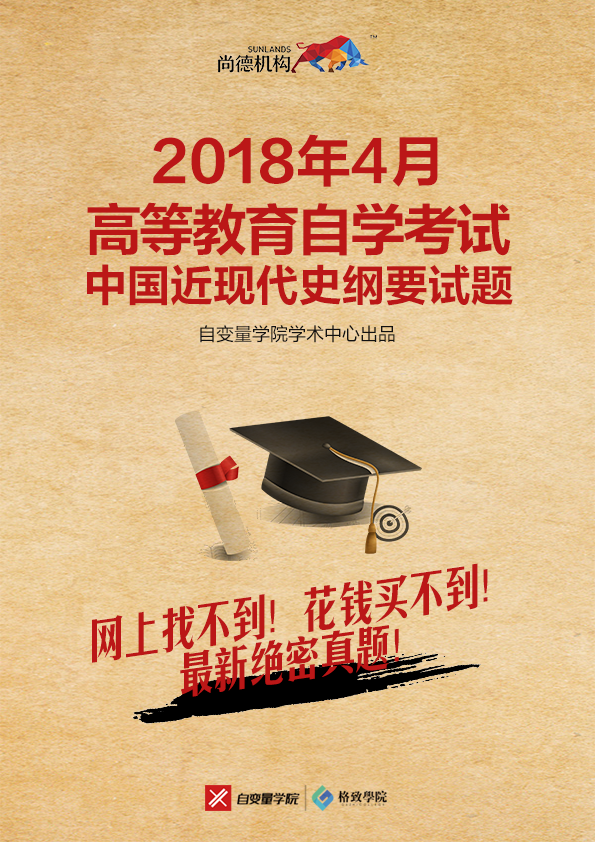 SUNLANDS
尚德机构
TM
2018年4月
高等教育自学考试
中国近现代史纲要试题
自变量学院学术中心出品
网上找不到！花钱买不到！
最新绝密真题！
自变量学院
格致學院